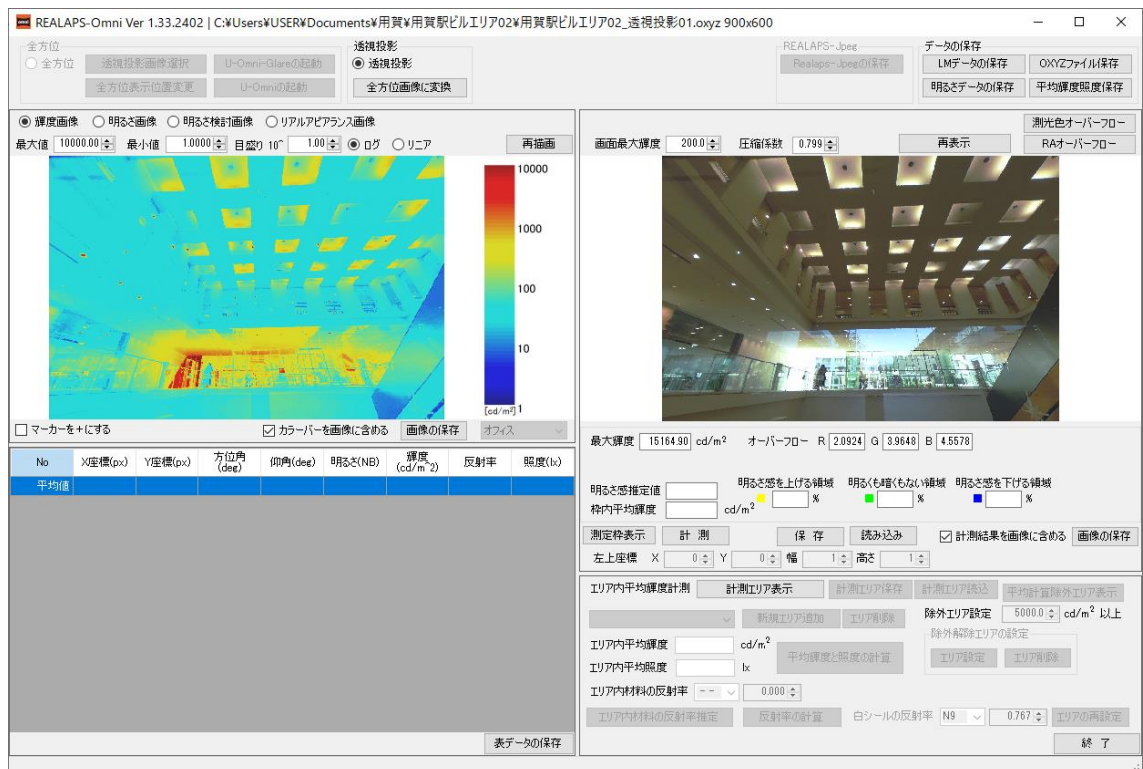 REALAPS-Omni Ver 1.33.2402 | C:¥Users¥USER¥Documents¥用賀¥用賀駅ビルエリア02¥用賀駅ビルエリア02_透視投影01.oxyz 900x600
全方位
全方位
透視投影画像選択
U-Omni-Glareの起動
全方位表示位置変更
U-Omniの起動
透視投影
透視投影
全方位画像に変換
REALAPS-Jpeg
Realaps-Jpegの保存
データの保存
LMデータの保存
OXYZファイル保存
明るさデータの保存
平均輝度照度保存
輝度画像 明るさ画像 明るさ検討画像 リアルアピアランス画像
最大値 10000.00 最小値 1.0000 目盛り 10^ 1.00 ログ リニア 再描画
10000
1000
100
10
[cd/m²] 1
マーカーを+にする カラーバーを画像に含める 画像の保存 オフィス
No X座標(px) Y座標(px) 方位角(deg) 仰角(deg) 明るさ(NB) 輝度(cd/m^2) 反射率 照度(lx)
平均値
表データの保存
測光色オーバーフロー
画面最大輝度 200.0 圧縮係数 0.799 再表示 RAオーバーフロー
最大輝度 15164.90 cd/m² オーバーフロー R 2.0924 G 3.9648 B 4.5578
明るさ感を上げる領域 明るくも暗くもない領域 明るさ感を下げる領域
明るさ感推定値 % % %
枠内平均輝度 cd/m²
測定枠表示 計 測 保 存 読み込み 計測結果を画像に含める 画像の保存
左上座標 X 0 Y 0 幅 1 高さ 1
エリア内平均輝度計測 計測エリア表示 計測エリア保存 計測エリア読込 平均計算除外エリア表示
新規エリア追加 エリア削除 除外エリア設定 5000.0 cd/m² 以上
除外解除エリアの設定
エリア内平均輝度 cd/m² 平均輝度と照度の計算 エリア設定 エリア削除
エリア内平均照度 lx
エリア内材料の反射率 -- 0.000
エリア内材料の反射率推定 反射率の計算 白シールの反射率 N9 0.767 エリアの再設定
終 了